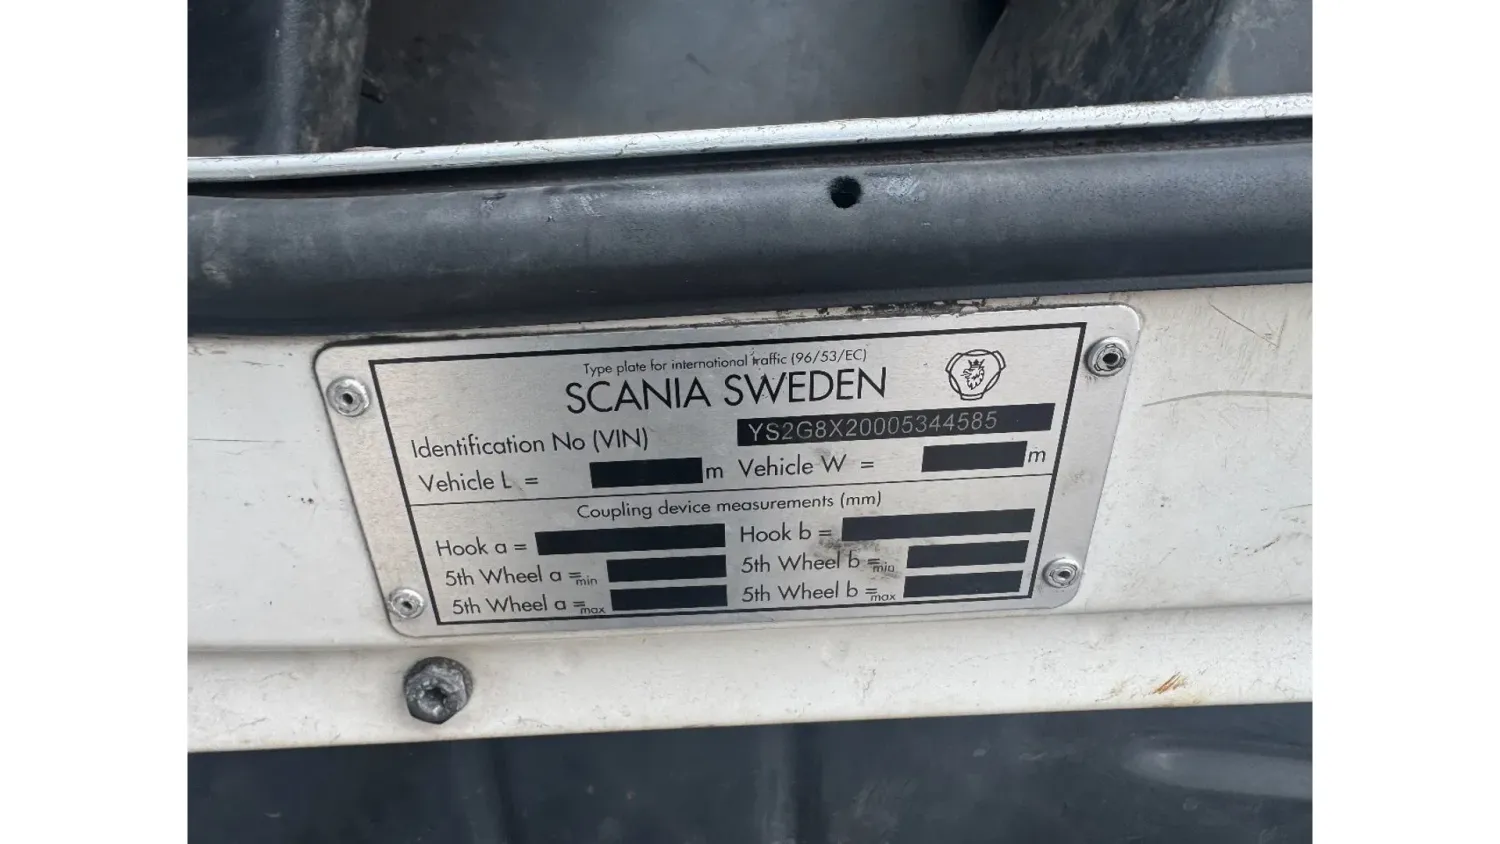 Type plate for international traffic (96/53/EC)
SCANIA SWEDEN
Identification No (VIN) YS2G8X20005344585
Vehicle L = m Vehicle W = m
Coupling device measurements (mm)
Hook a = Hook b =
5th Wheel a =min 5th Wheel b =min
5th Wheel a =max 5th Wheel b =max